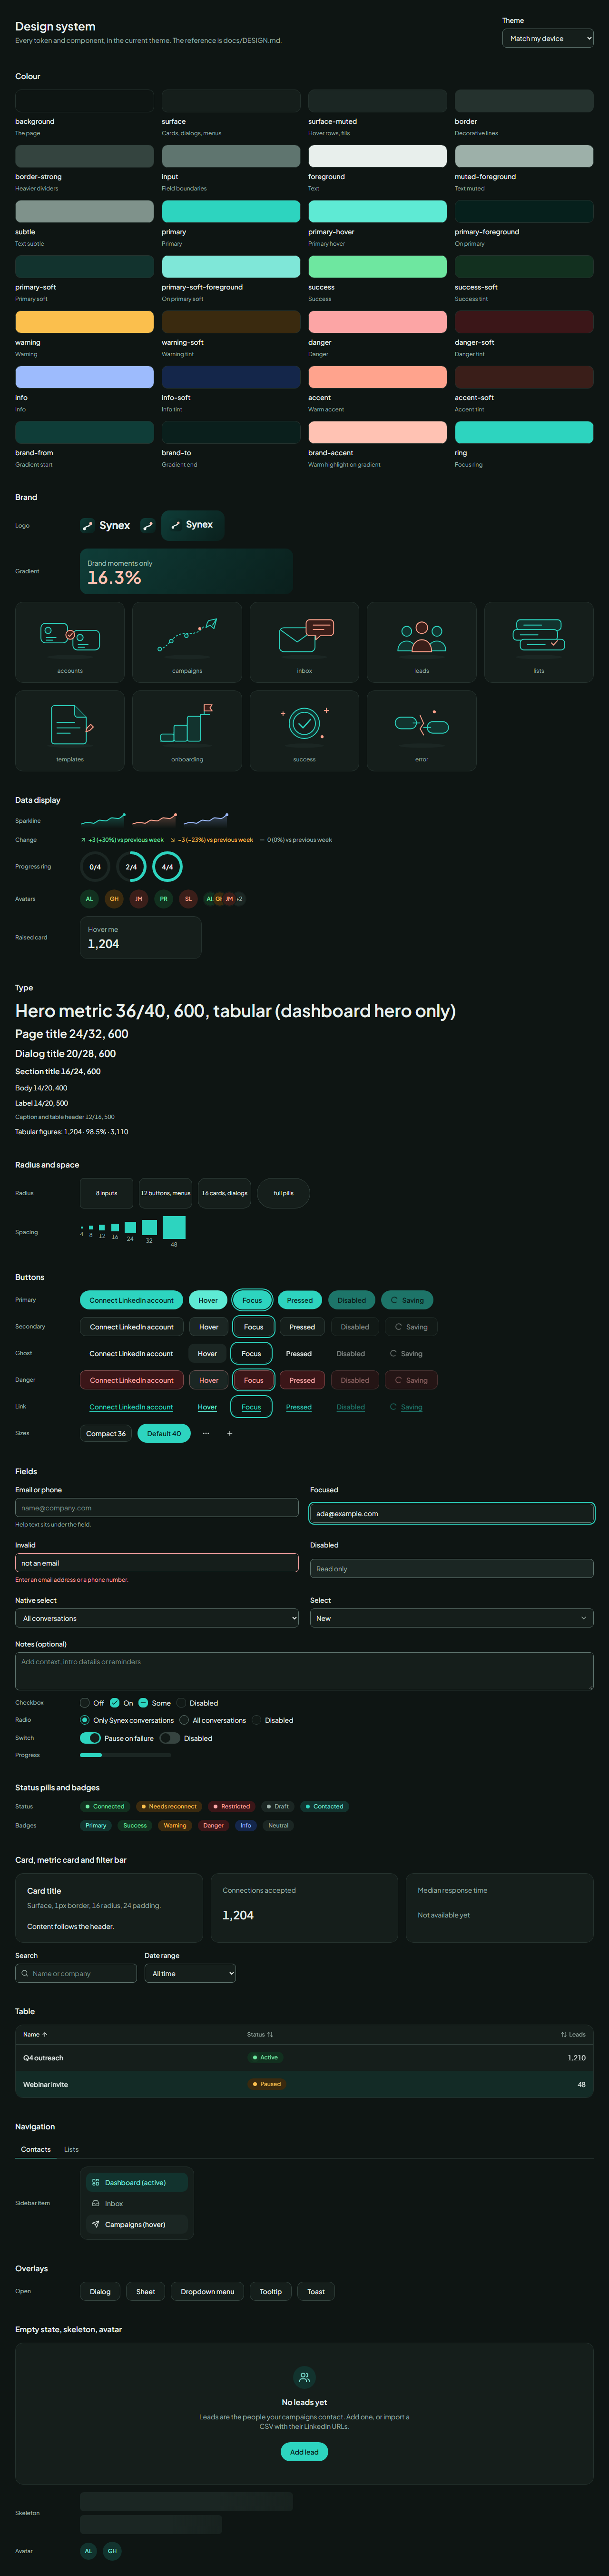 Design system
Every token and component, in the current theme. The reference is docs/DESIGN.md.
Theme
Match my device
Colour
background
The page
surface
Cards, dialogs, menus
surface-muted
Hover rows, fills
border
Decorative lines
border-strong
Heavier dividers
input
Field boundaries
foreground
Text
muted-foreground
Text muted
subtle
Text subtle
primary
Primary
primary-hover
Primary hover
primary-foreground
On primary
primary-soft
Primary soft
primary-soft-foreground
On primary soft
success
Success
success-soft
Success tint
warning
Warning
warning-soft
Warning tint
danger
Danger
danger-soft
Danger tint
info
Info
info-soft
Info tint
accent
Warm accent
accent-soft
Accent tint
brand-from
Gradient start
brand-to
Gradient end
brand-accent
Warm highlight on gradient
ring
Focus ring
Brand
Logo
Synex
Synex
Gradient
Brand moments only
16.3%
accounts
campaigns
inbox
leads
lists
templates
onboarding
success
error
Data display
Sparkline
Change
+3 (+30%) vs previous week
−3 (−23%) vs previous week
0 (0%) vs previous week
Progress ring
0/4
2/4
4/4
Avatars
AL
GH
JM
PR
SL
AL
GH
JM
+2
Raised card
Hover me
1,204
Type
Hero metric 36/40, 600, tabular (dashboard hero only)
Page title 24/32, 600
Dialog title 20/28, 600
Section title 16/24, 600
Body 14/20, 400
Label 14/20, 500
Caption and table header 12/16, 500
Tabular figures: 1,204 · 98.5% · 3,110
Radius and space
Radius
8 inputs
12 buttons, menus
16 cards, dialogs
full pills
Spacing
4
8
12
16
24
32
48
Buttons
Primary
Connect LinkedIn account
Hover
Focus
Pressed
Disabled
Saving
Secondary
Connect LinkedIn account
Hover
Focus
Pressed
Disabled
Saving
Ghost
Connect LinkedIn account
Hover
Focus
Pressed
Disabled
Saving
Danger
Connect LinkedIn account
Hover
Focus
Pressed
Disabled
Saving
Link
Connect LinkedIn account
Hover
Focus
Pressed
Disabled
Saving
Sizes
Compact 36
Default 40
Fields
Email or phone
name@company.com
Help text sits under the field.
Focused
ada@example.com
Invalid
not an email
Enter an email address or a phone number.
Disabled
Read only
Native select
All conversations
Select
New
Notes (optional)
Add context, intro details or reminders
Checkbox
Off
On
Some
Disabled
Radio
Only Synex conversations
All conversations
Disabled
Switch
Pause on failure
Disabled
Progress
Status pills and badges
Status
Connected
Needs reconnect
Restricted
Draft
Contacted
Badges
Primary
Success
Warning
Danger
Info
Neutral
Card, metric card and filter bar
Card title
Surface, 1px border, 16 radius, 24 padding.
Content follows the header.
Connections accepted
1,204
Median response time
Not available yet
Search
Name or company
Date range
All time
Table
Name
Status
Leads
Q4 outreach
Active
1,210
Webinar invite
Paused
48
Navigation
Contacts
Lists
Sidebar item
Dashboard (active)
Inbox
Campaigns (hover)
Overlays
Open
Dialog
Sheet
Dropdown menu
Tooltip
Toast
Empty state, skeleton, avatar
No leads yet
Leads are the people your campaigns contact. Add one, or import a
CSV with their LinkedIn URLs.
Add lead
Skeleton
Avatar
AL
GH